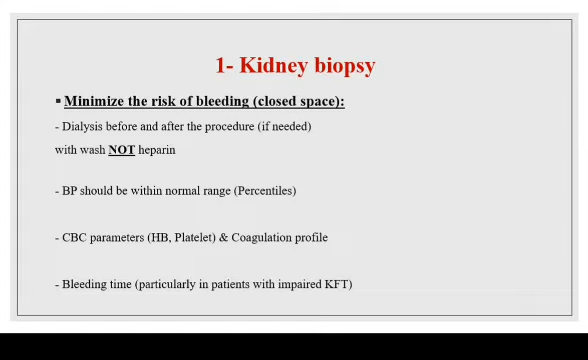 1- Kidney biopsy
▪ Minimize the risk of bleeding (closed space):
- Dialysis before and after the procedure (if needed)
with wash NOT heparin
- BP should be within normal range (Percentiles)
- CBC parameters (HB, Platelet) & Coagulation profile
- Bleeding time (particularly in patients with impaired KFT)